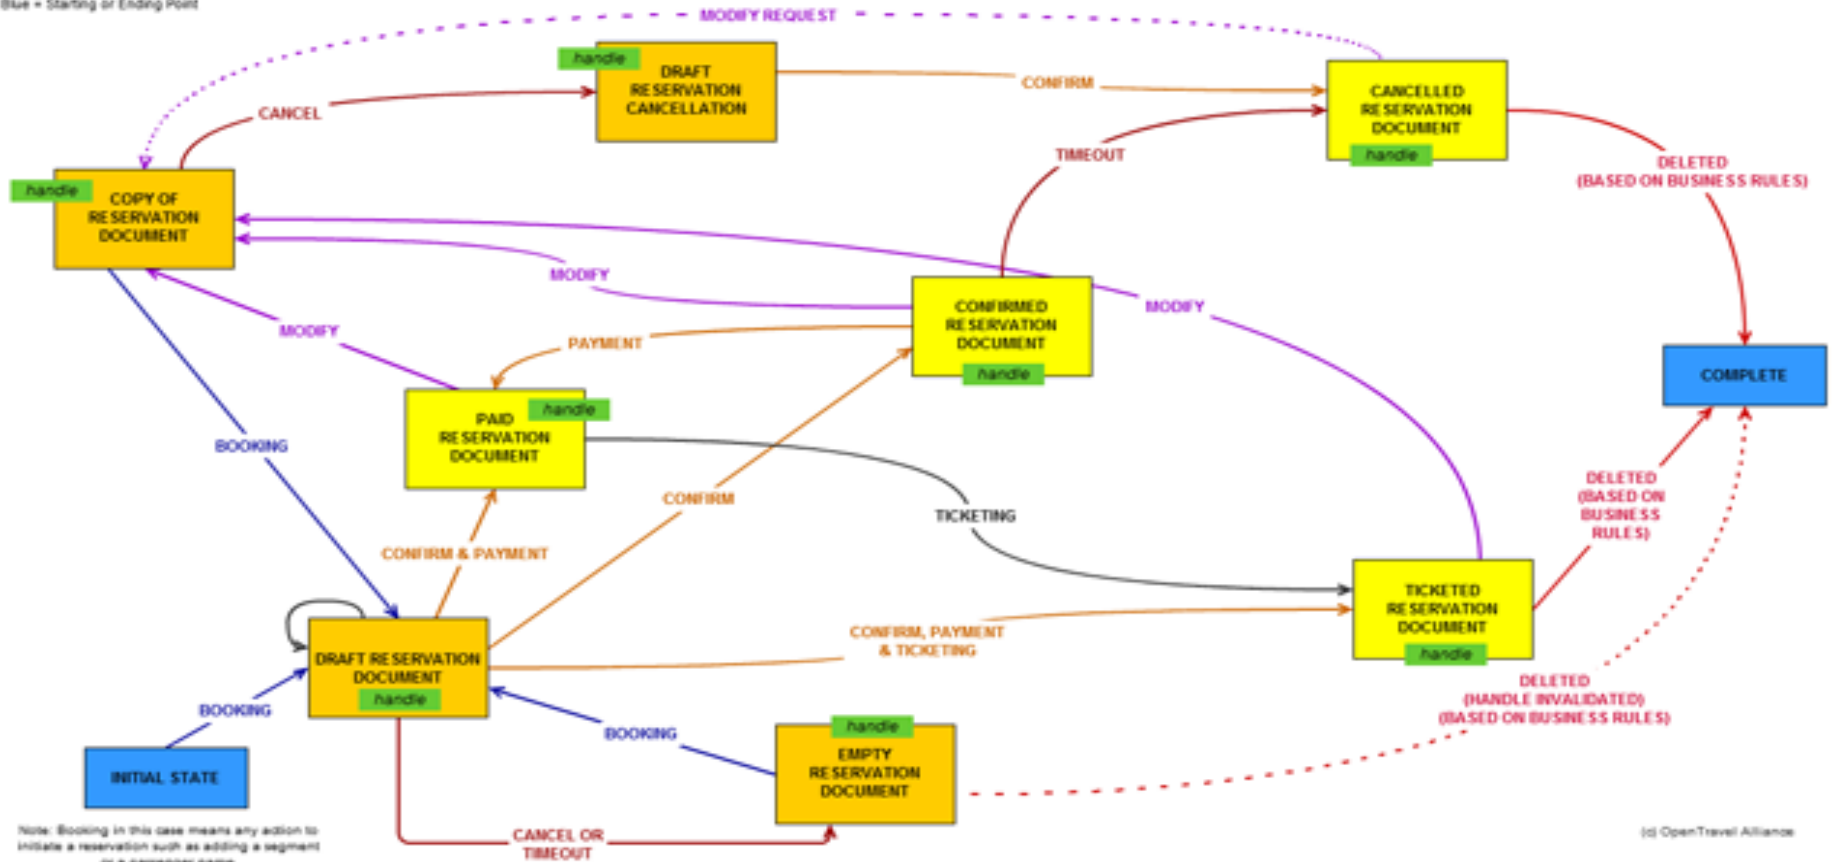 Blue = Starting or Ending Point
MODIFY REQUEST
handle
DRAFT
RESERVATION
CANCELLATION
CONFIRM
CANCELLED
RESERVATION
DOCUMENT
handle
CANCEL
TIMEOUT
DELETED
(BASED ON BUSINESS RULES)
handle
COPY OF
RESERVATION
DOCUMENT
MODIFY
CONFIRMED
RESERVATION
DOCUMENT
handle
MODIFY
MODIFY
PAYMENT
COMPLETE
PAID
RESERVATION
DOCUMENT
handle
BOOKING
CONFIRM
TICKETING
DELETED
(BASED ON
BUSINESS
RULES)
CONFIRM & PAYMENT
TICKETED
RESERVATION
DOCUMENT
handle
CONFIRM, PAYMENT
& TICKETING
DRAFT RESERVATION
DOCUMENT
handle
DELETED
(HANDLE INVALIDATED)
(BASED ON BUSINESS RULES)
BOOKING
BOOKING
handle
EMPTY
RESERVATION
DOCUMENT
INITIAL STATE
CANCEL OR
TIMEOUT
Note: Booking in this case means any action to
initiate a reservation such as adding a segment
or a passenger name
(c) OpenTravel Alliance